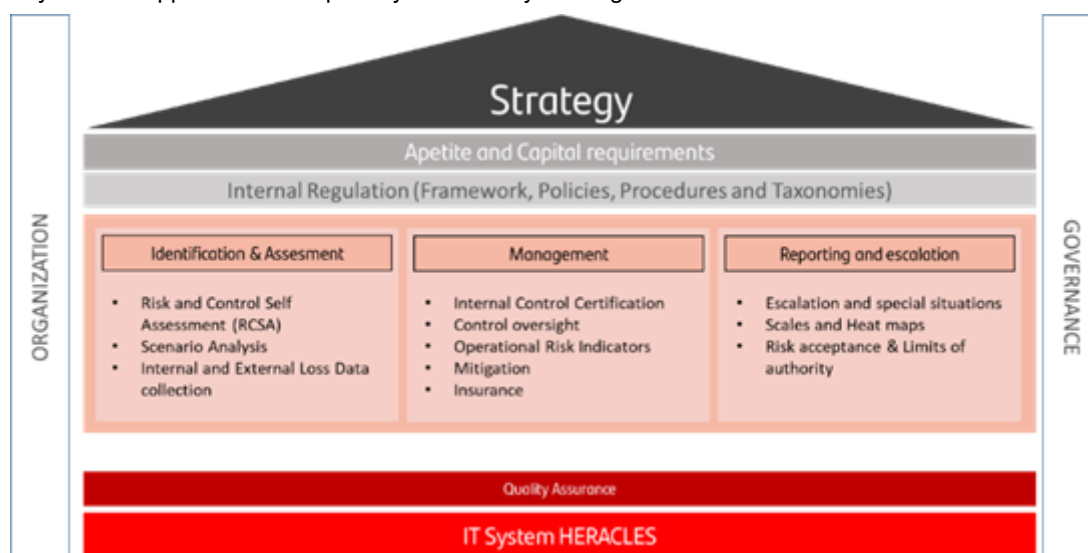 Strategy
Apetite and Capital requirements
Internal Regulation (Framework, Policies, Procedures and Taxonomies)
ORGANIZATION
Identification & Assesment
• Risk and Control Self
Assessment (RCSA)
• Scenario Analysis
• Internal and External Loss Data
collection
Management
• Internal Control Certification
• Control oversight
• Operational Risk Indicators
• Mitigation
• Insurance
Reporting and escalation
• Escalation and special situations
• Scales and Heat maps
• Risk acceptance & Limits of
authority
GOVERNANCE
Quality Assurance
IT System HERACLES